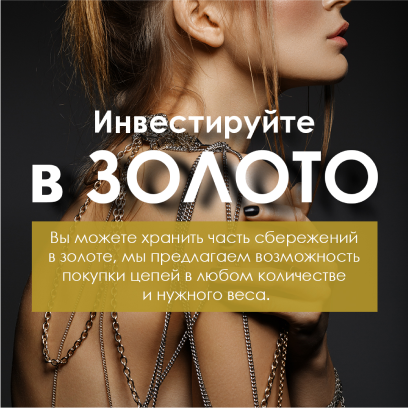 Инвестируйте
в ЗОЛОТО
Вы можете хранить часть сбережений
в золоте, мы предлагаем возможность
покупки цепей в любом количестве
и нужного веса.